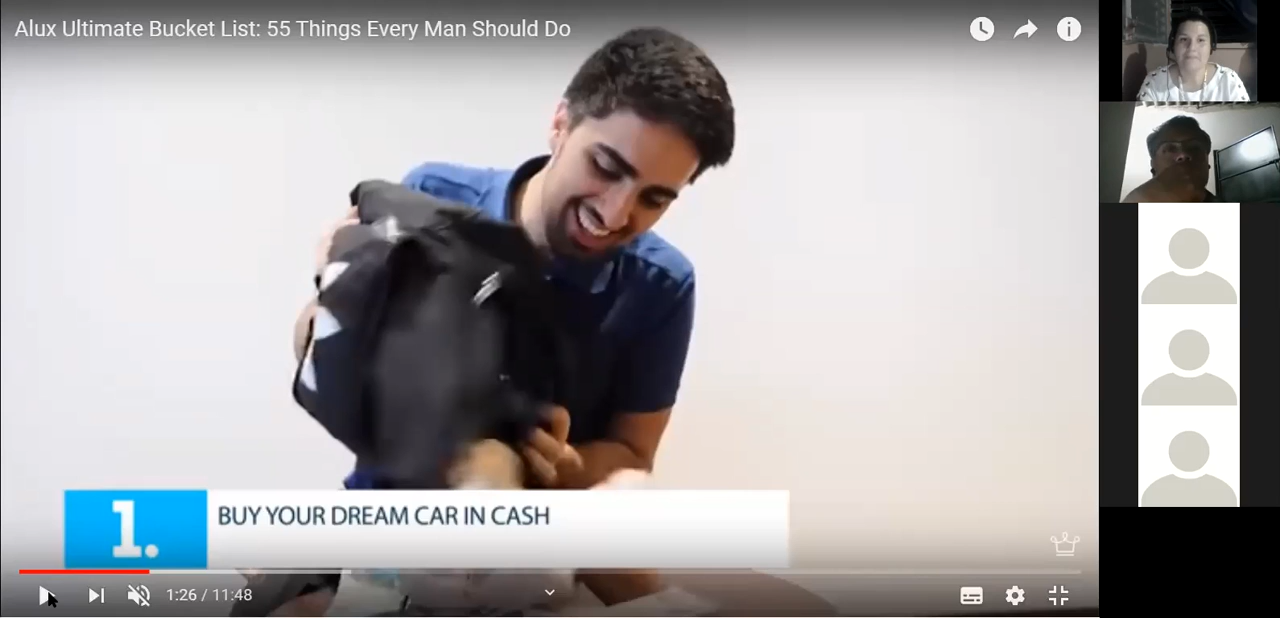 Alux Ultimate Bucket List: 55 Things Every Man Should Do
1.
BUY YOUR DREAM CAR IN CASH
1:26 / 11:48